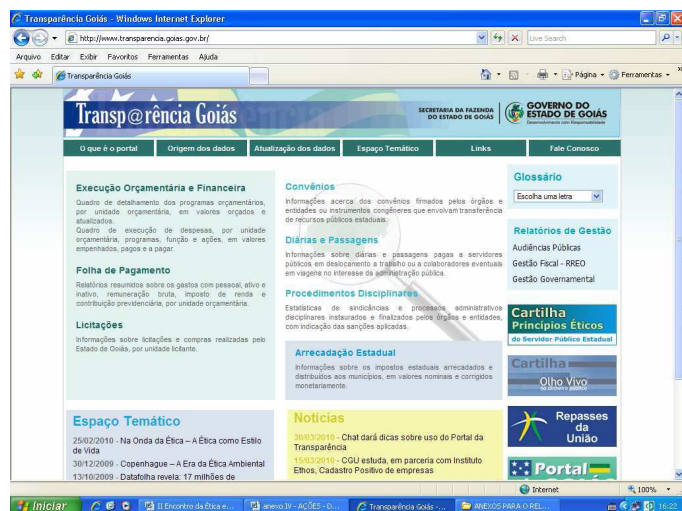 Transparência Goiás - Windows Internet Explorer
http://www.transparencia.goias.gov.br/
Live Search
Arquivo Editar Exibir Favoritos Ferramentas Ajuda
Transparência Goiás
Página Ferramentas
Transp@rência Goiás
SECRETARIA DA FAZENDA
DO ESTADO DE GOIÁS
GOVERNO DO
ESTADO DE GOIÁS
Desenvolvimento com Responsabilidade
O que é o portal Origem dos dados Atualização dos dados Espaço Temático Links Fale Conosco
Execução Orçamentária e Financeira
Quadro de detalhamento dos programas orçamentários,
por unidade orçamentária, em valores orçados e
atualizados.
Quadro de execução de despesas, por unidade
orçamentária, programas, função e ações, em valores
empenhados, pagos e a pagar.
Folha de Pagamento
Relatórios resumidos sobre os gastos com pessoal, ativo e
inativo, remuneração bruta, imposto de renda e
contribuição previdenciária, por unidade orçamentária.
Licitações
Informações sobre licitações e compras realizadas pelo
Estado de Goiás, por unidade licitante.
Convênios
Informações acerca dos convênios firmados pelos órgãos e
entidades ou instrumentos congêneres que envolvam transferência
de recursos públicos estaduais.
Diárias e Passagens
Informações sobre diárias e passagens pagas a servidores
públicos em deslocamento a trabalho ou a colaboradores eventuais
em viagens no interesse da administração pública.
Procedimentos Disciplinares
Estatísticas de sindicâncias e processos administrativos
disciplinares instaurados e finalizados pelos órgãos e entidades,
com indicação das sanções aplicadas.
Arrecadação Estadual
Informações sobre os impostos estaduais arrecadados e
distribuídos aos municípios, em valores nominais e corrigidos
monetariamente.
Glossário
Escolha uma letra
Relatórios de Gestão
Audiências Públicas
Gestão Fiscal - RREO
Gestão Governamental
Cartilha
Princípios Éticos
do Servidor Público Estadual
Cartilha
Olho Vivo
no dinheiro público
Repasses
da
União
Portal
Espaço Temático
25/02/2010 - Na Onda da Ética – A Ética como Estilo
de Vida
30/12/2009 - Copenhague – A Era da Ética Ambiental
13/10/2009 - Datafolha revela: 17 milhões de
Notícias
30/03/2010 - Chat dará dicas sobre uso do Portal da
Transparência
15/03/2010 - CGU estuda, em parceria com Instituto
Ethos, Cadastro Positivo de empresas
Internet 100%
Iniciar
II Encontro da Ética e...
anexo IV - AÇÕES - D...
Transparência Goiás -...
ANEXOS PARA O REL...
16:22